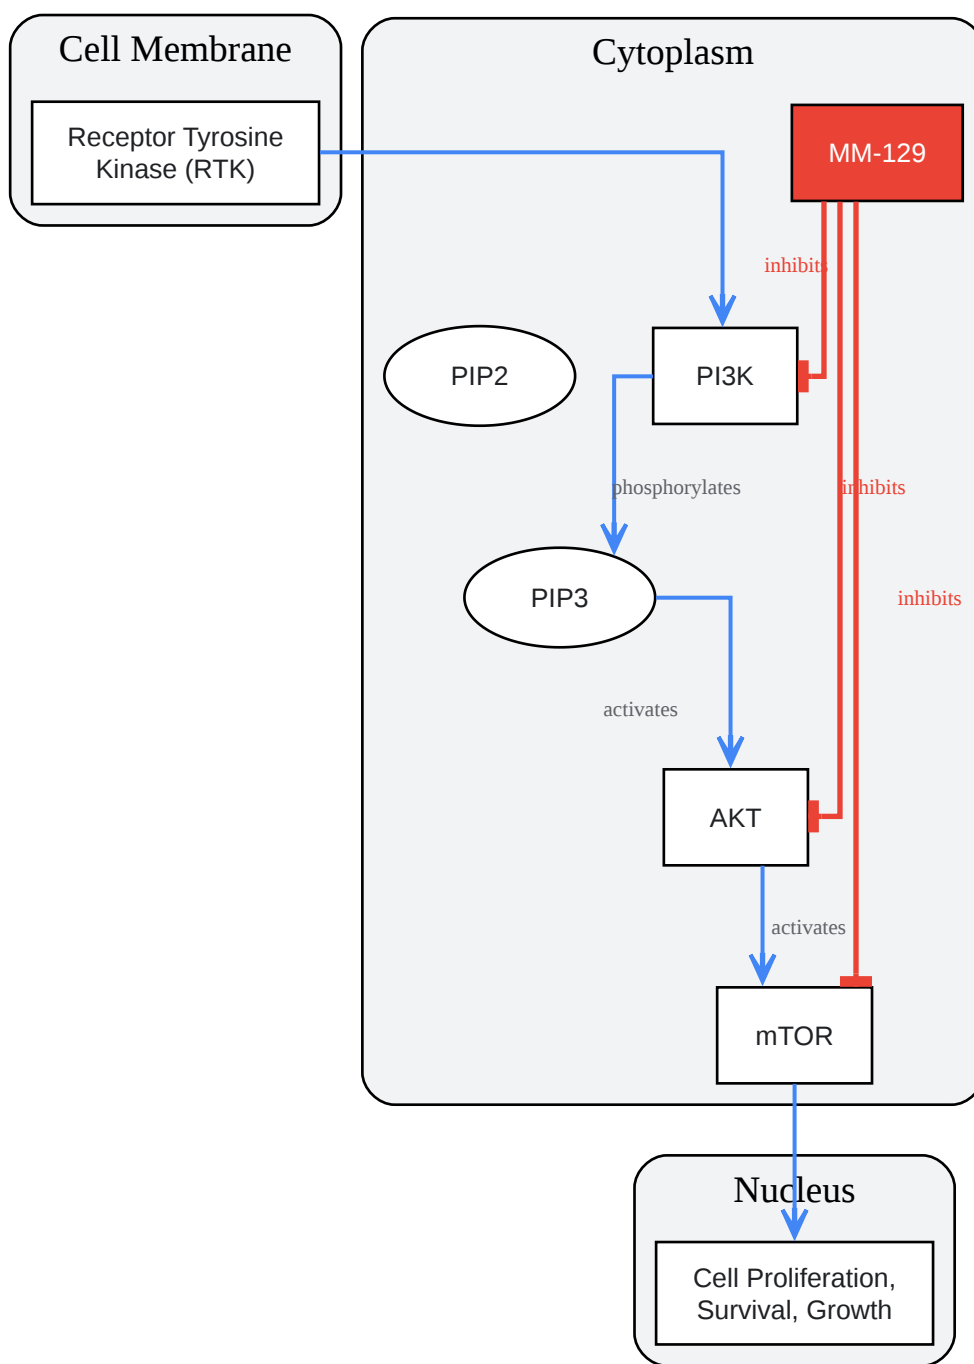 Cell Membrane
Receptor Tyrosine
Kinase (RTK)
Cytoplasm
MM-129
inhibits
PIP2
PI3K
phosphorylates
inhibits
PIP3
inhibits
activates
AKT
activates
mTOR
Nucleus
Cell Proliferation,
Survival, Growth